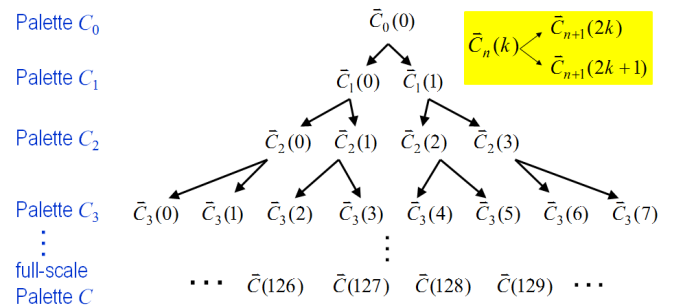 Palette C₀ C̄₀(0)
C̄ₙ(k) C̄ₙ₊₁(2k)
C̄ₙ₊₁(2k+1)
Palette C₁ C̄₁(0) C̄₁(1)
Palette C₂ C̄₂(0) C̄₂(1) C̄₂(2) C̄₂(3)
Palette C₃ C̄₃(0) C̄₃(1) C̄₃(2) C̄₃(3) C̄₃(4) C̄₃(5) C̄₃(6) C̄₃(7)
⋮ ⋮
full-scale
Palette C ··· C̄(126) C̄(127) C̄(128) C̄(129) ···